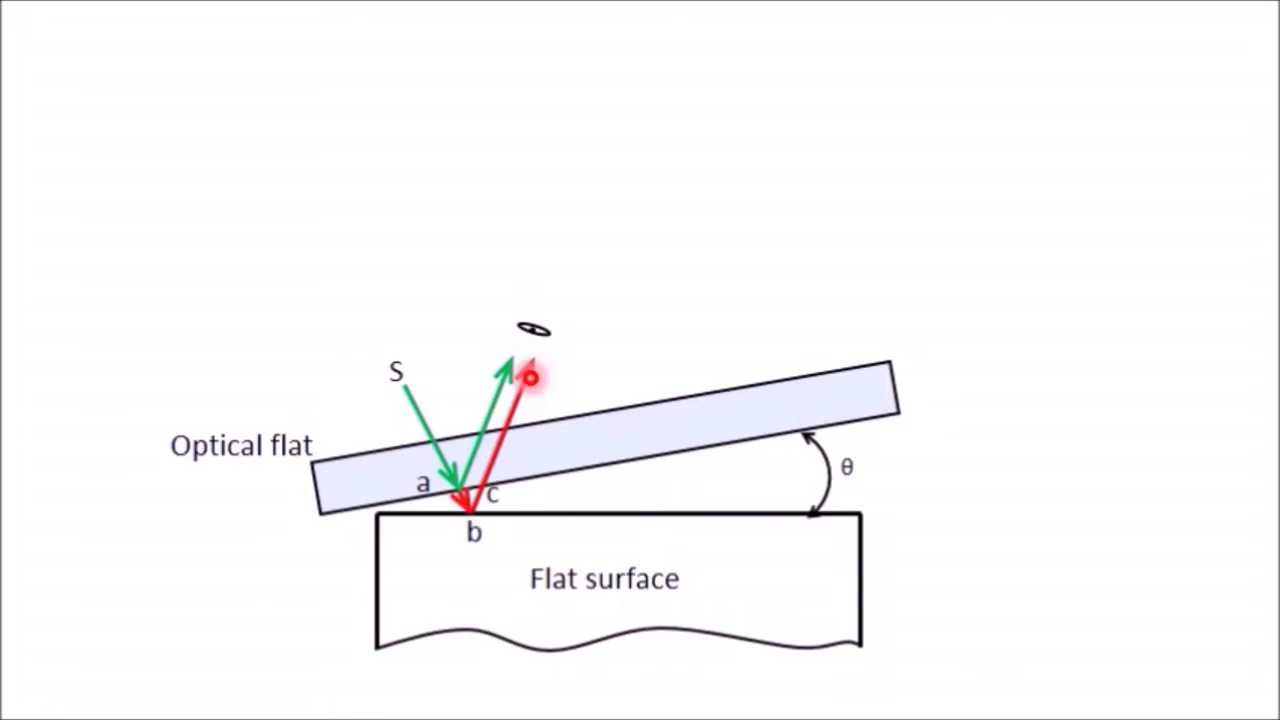 S
Optical flat
a
c
θ
b
Flat surface